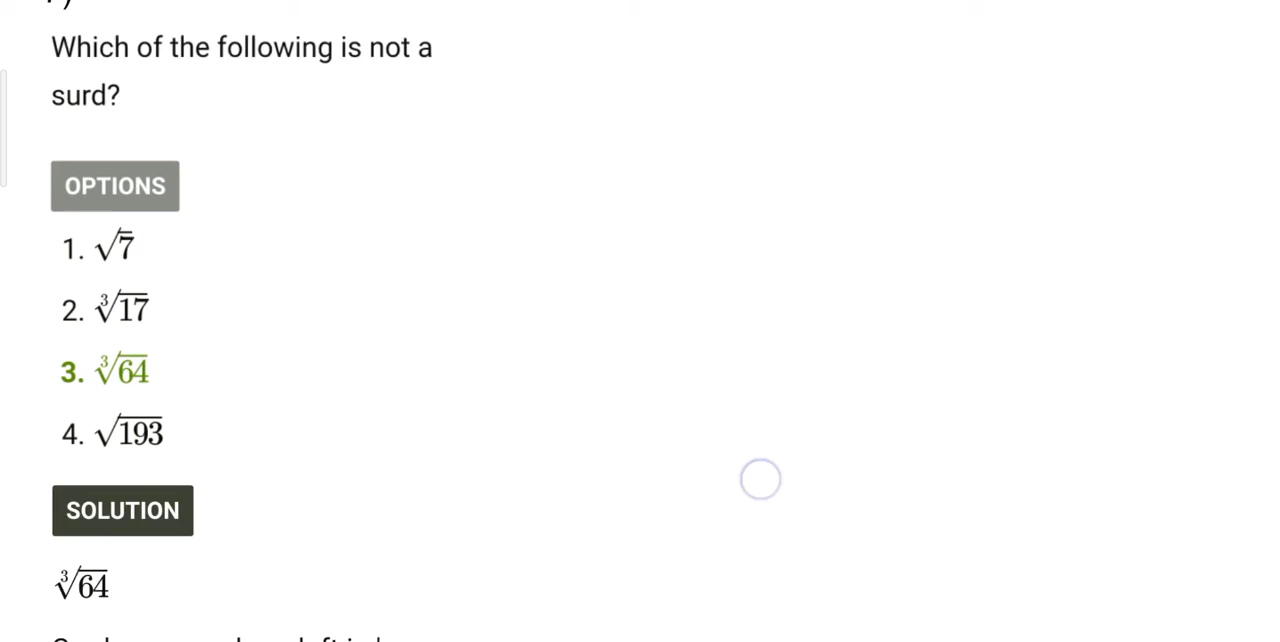 Which of the following is not a
surd?
OPTIONS
1. √7
2. ∛17
3. ∛64
4. √193
SOLUTION
∛64